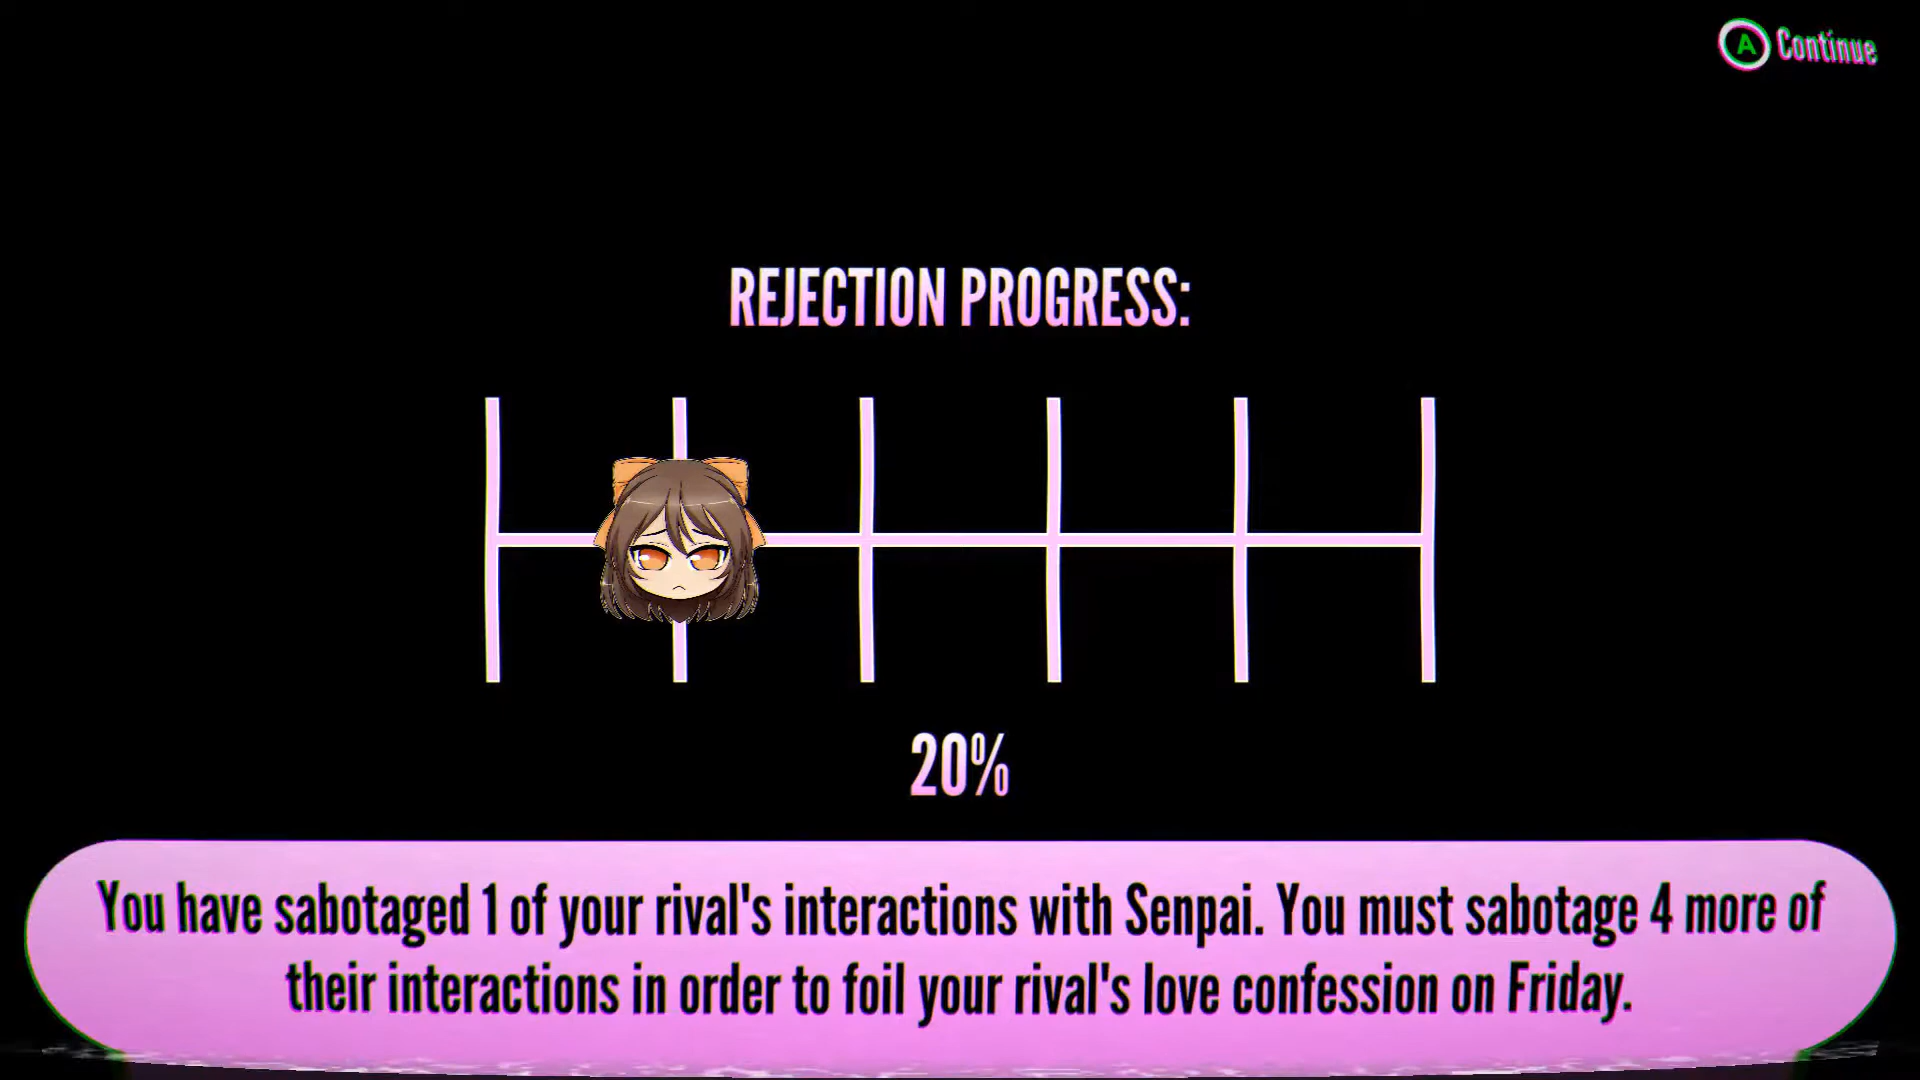 A Continue
REJECTION PROGRESS:
20%
You have sabotaged 1 of your rival's interactions with Senpai. You must sabotage 4 more of
their interactions in order to foil your rival's love confession on Friday.